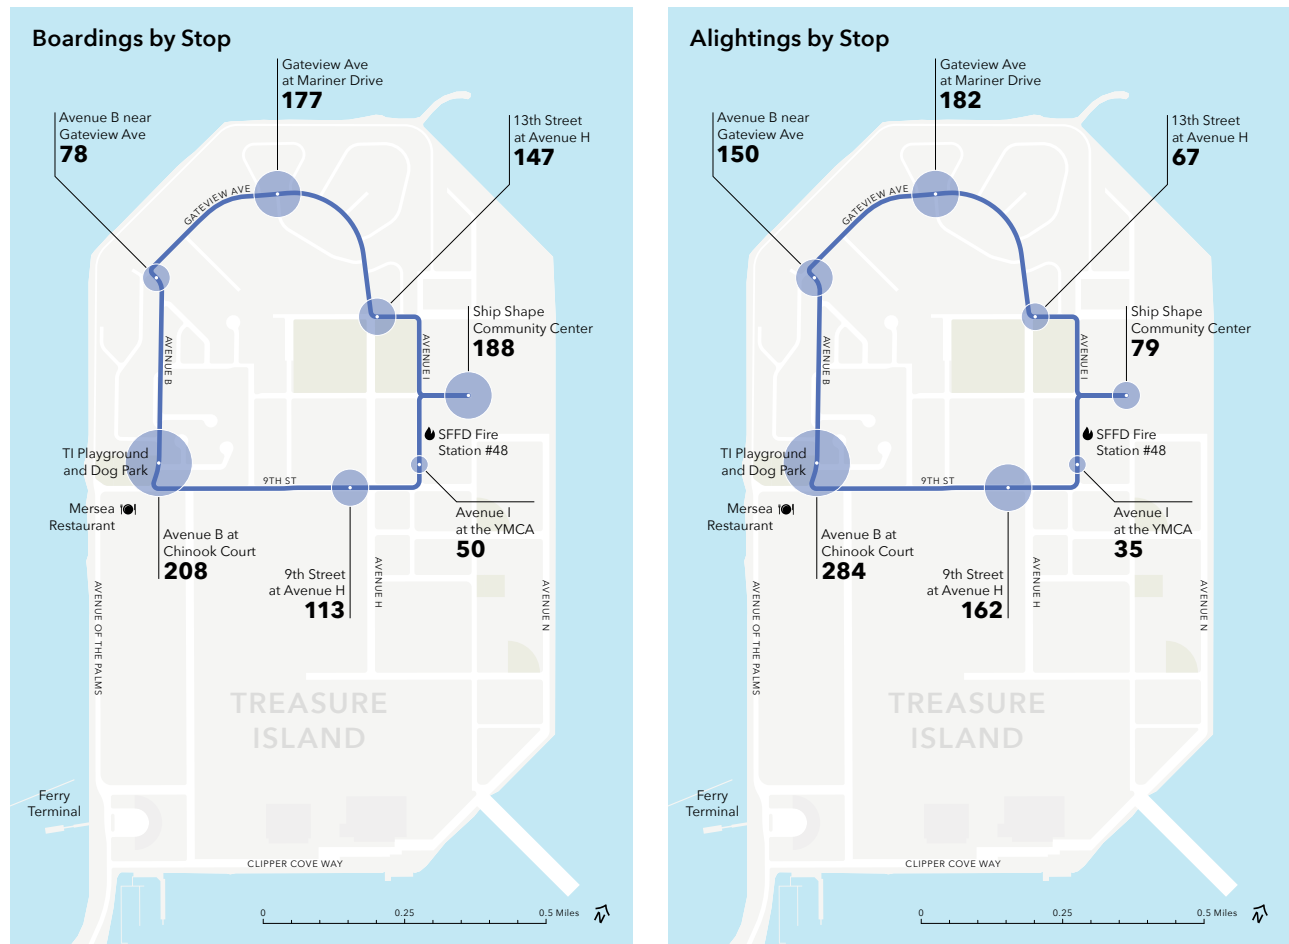 Boardings by Stop
Gateview Ave
at Mariner Drive
177
Avenue B near
Gateview Ave
78
13th Street
at Avenue H
147
GATEVIEW AVE
Ship Shape
Community Center
188
AVENUE B
AVENUE I
SFFD Fire
Station #48
TI Playground
and Dog Park
9TH ST
Mersea
Restaurant
Avenue I
at the YMCA
50
Avenue B at
Chinook Court
208
9th Street
at Avenue H
113
AVENUE H
AVENUE N
AVENUE OF THE PALMS
TREASURE
ISLAND
Ferry
Terminal
CLIPPER COVE WAY
0 0.25 0.5 Miles
N
Alightings by Stop
Gateview Ave
at Mariner Drive
182
Avenue B near
Gateview Ave
150
13th Street
at Avenue H
67
GATEVIEW AVE
Ship Shape
Community Center
79
AVENUE B
AVENUE I
SFFD Fire
Station #48
TI Playground
and Dog Park
9TH ST
Mersea
Restaurant
Avenue I
at the YMCA
35
Avenue B at
Chinook Court
284
9th Street
at Avenue H
162
AVENUE H
AVENUE N
AVENUE OF THE PALMS
TREASURE
ISLAND
Ferry
Terminal
CLIPPER COVE WAY
0 0.25 0.5 Miles
N